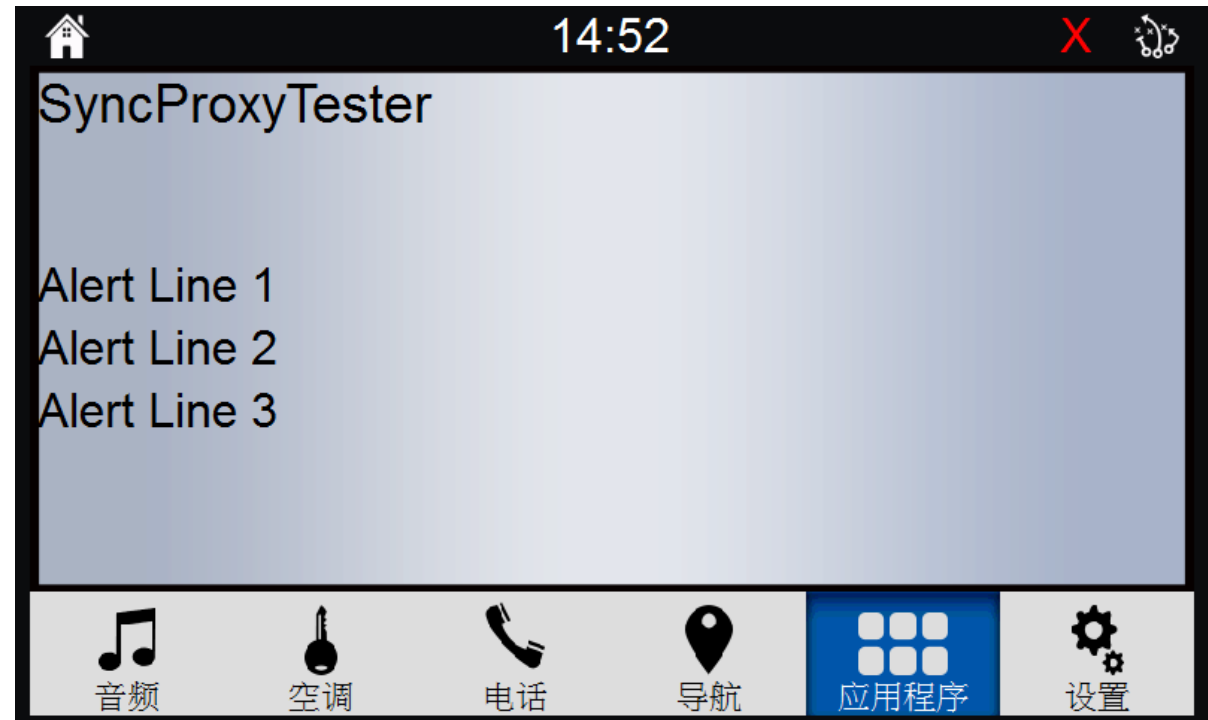 14:52 X
SyncProxyTester
Alert Line 1
Alert Line 2
Alert Line 3
音频 空调 电话 导航 应用程序 设置